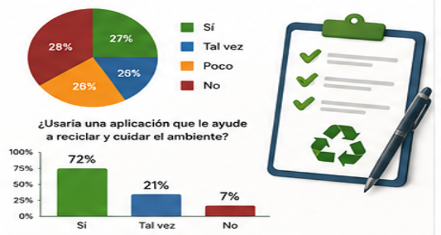 28%
27%
26%
26%
Sí
Tal vez
Poco
No
¿Usaría una aplicación que le ayude
a reciclar y cuidar el ambiente?
100%
75%
50%
25%
0%
72%
21%
7%
Sí
Tal vez
No